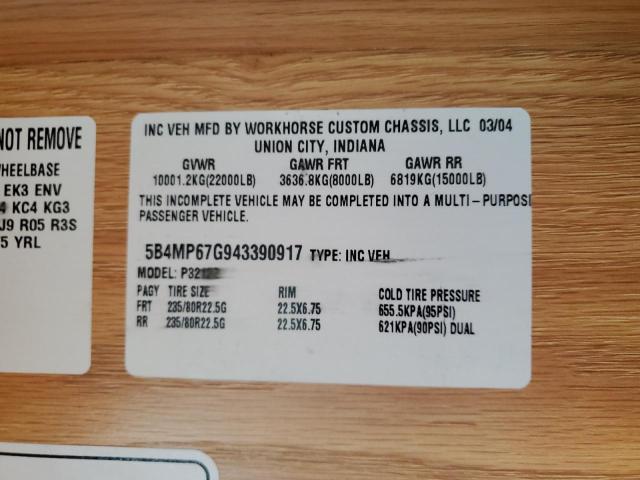 NOT REMOVE
WHEELBASE
EK3 ENV
KC4 KG3
J9 R05 R3S
5 YRL
INC VEH MFD BY WORKHORSE CUSTOM CHASSIS, LLC 03/04
UNION CITY, INDIANA
GVWR GAWR FRT GAWR RR
10001.2KG(22000LB) 3636.8KG(8000LB) 6819KG(15000LB)
THIS INCOMPLETE VEHICLE MAY BE COMPLETED INTO A MULTI-PURPOS
PASSENGER VEHICLE.
5B4MP67G943390917 TYPE: INC VEH
MODEL:
PAGY TIRE SIZE RIM COLD TIRE PRESSURE
FRT 235/80R22.5G 22.5X6.75 655.5KPA(95PSI)
RR 235/80R22.5G 22.5X6.75 621KPA(90PSI) DUAL